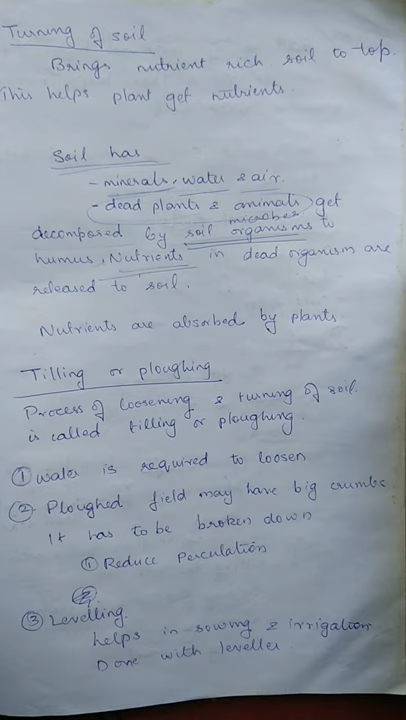 Turning of soil
Brings nutrient rich soil to top.
This helps plant get nutrients.
Soil has
- minerals, water & air.
- dead plants & animals get
decomposed by soil organisms to
microbes
humus, Nutrients in dead organism are
released to soil.
Nutrients are absorbed by plants
Tilling or ploughing
Process of loosening & turning of soil.
is called tilling or ploughing.
① water is required to loosen
② Ploughed field may have big crumbs
It has to be broken down
① Reduce Perculation
②
③ Levelling.
helps in sowing & irrigation
Done with leveller.